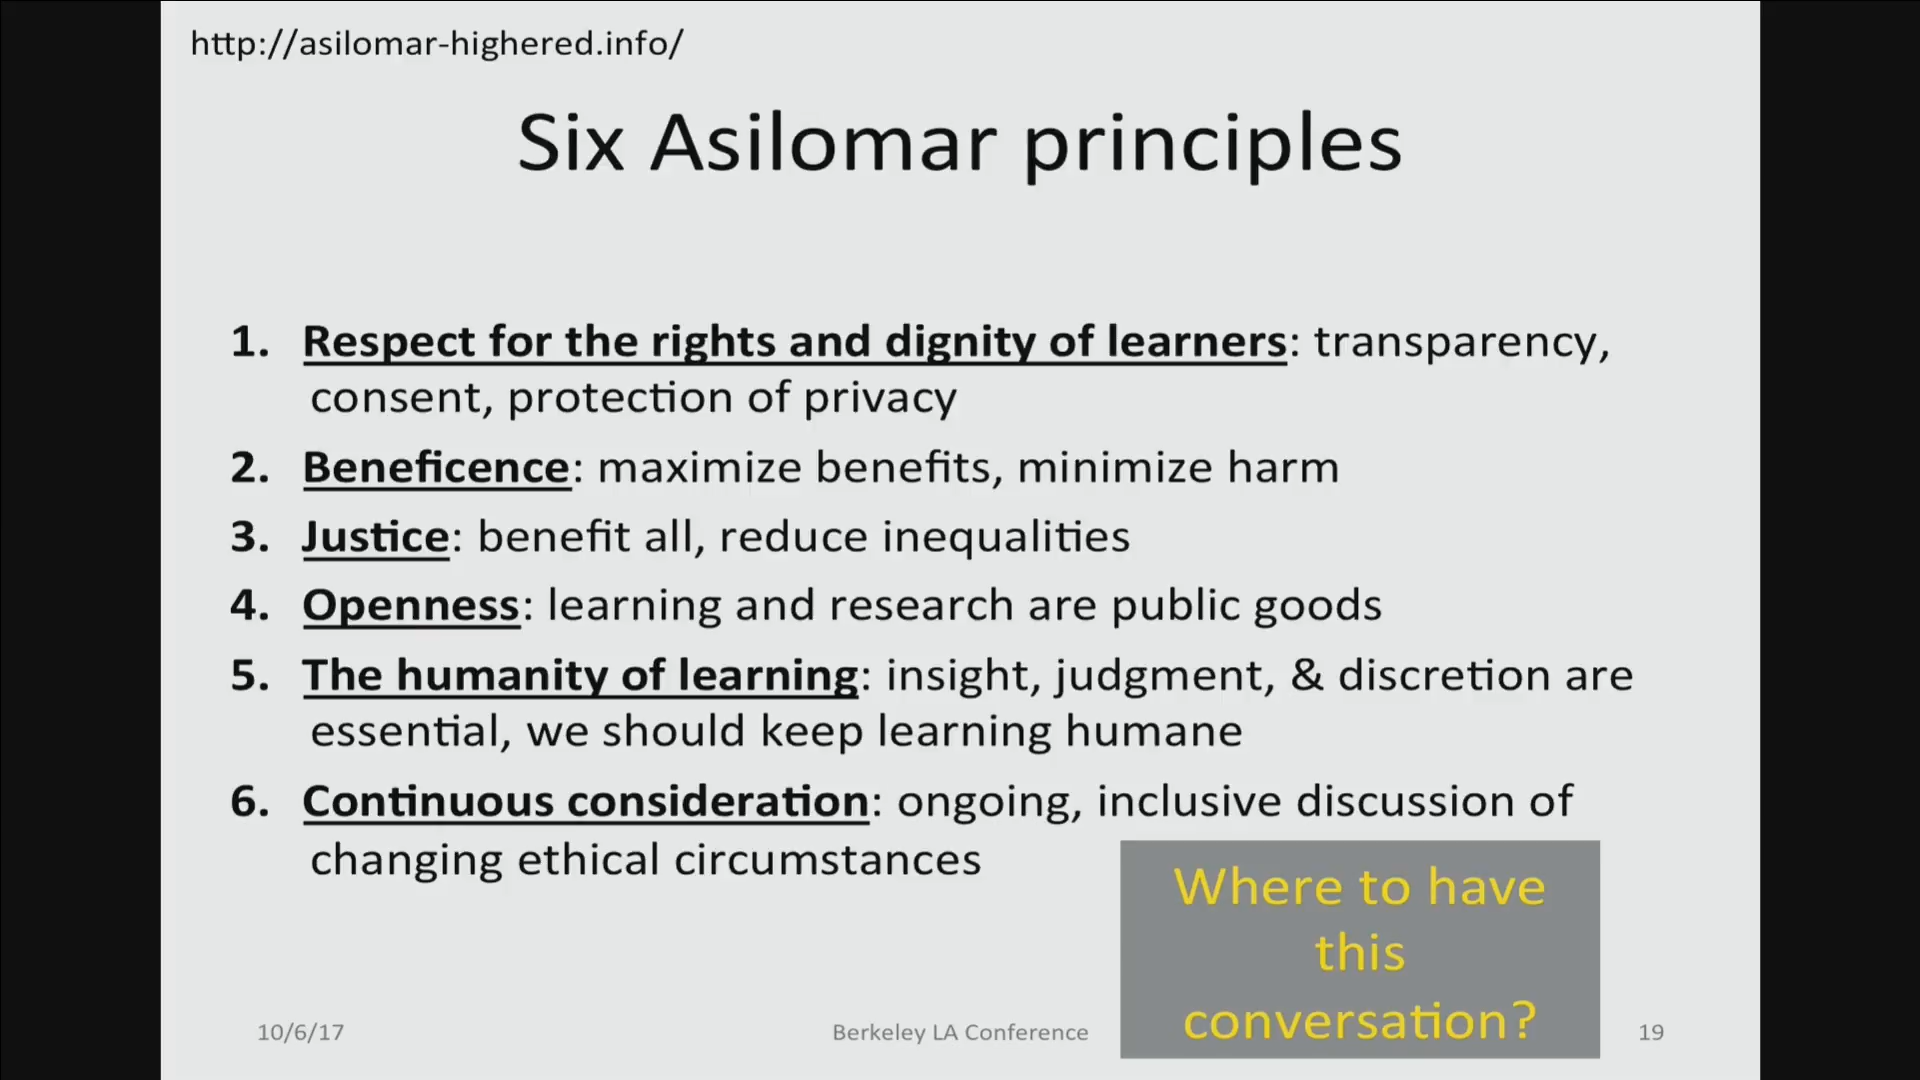 http://asilomar-highered.info/
Six Asilomar principles
1. Respect for the rights and dignity of learners: transparency,
consent, protection of privacy
2. Beneficence: maximize benefits, minimize harm
3. Justice: benefit all, reduce inequalities
4. Openness: learning and research are public goods
5. The humanity of learning: insight, judgment, & discretion are
essential, we should keep learning humane
6. Continuous consideration: ongoing, inclusive discussion of
changing ethical circumstances
Where to have
this
conversation?
10/6/17
Berkeley LA Conference
19